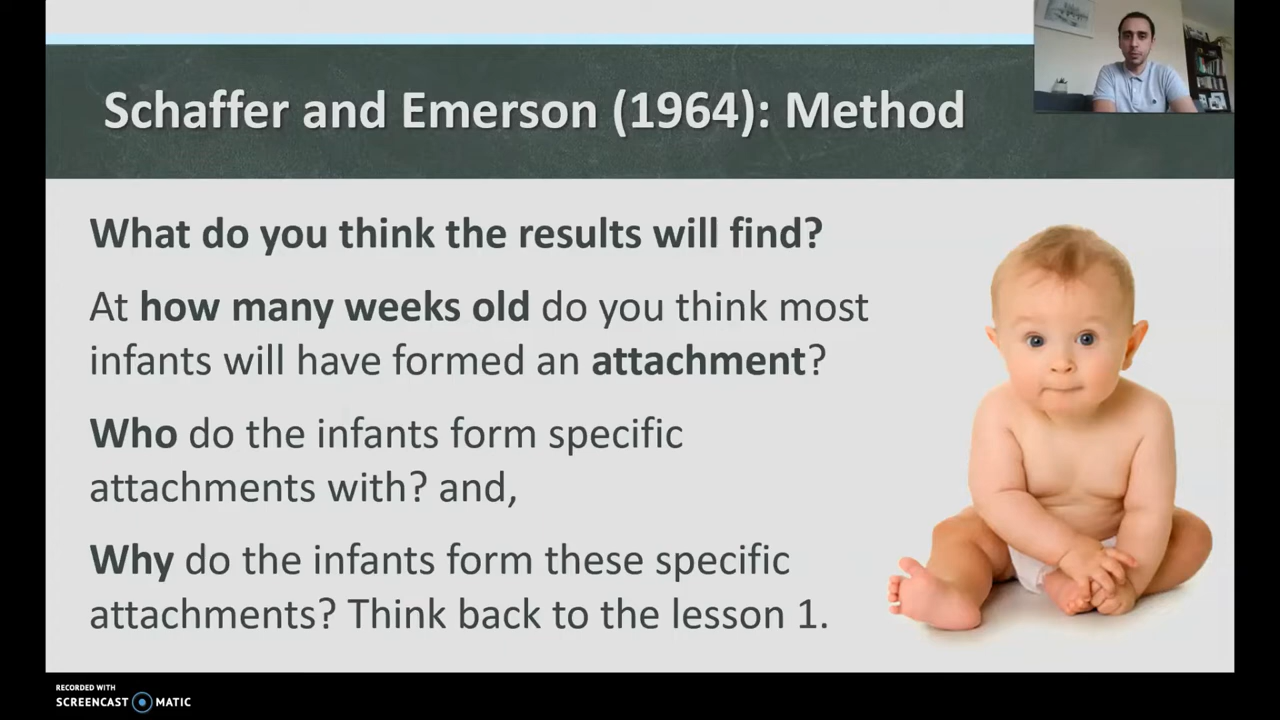 Schaffer and Emerson (1964): Method
What do you think the results will find?
At how many weeks old do you think most
infants will have formed an attachment?
Who do the infants form specific
attachments with? and,
Why do the infants form these specific
attachments? Think back to the lesson 1.
RECORDED WITH
SCREENCAST MATIC